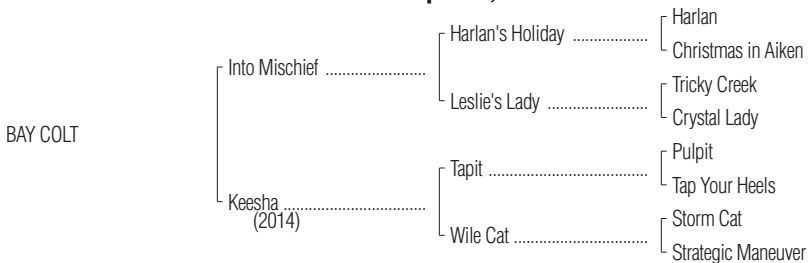 Harlan
Harlan's Holiday ..................
Christmas in Aiken
Into Mischief ........................
Tricky Creek
Leslie's Lady ........................
Crystal Lady
BAY COLT
Pulpit
Tapit ......................................
Tap Your Heels
Keesha ..................................
(2014)
Storm Cat
Wile Cat ................................
Strategic Maneuver